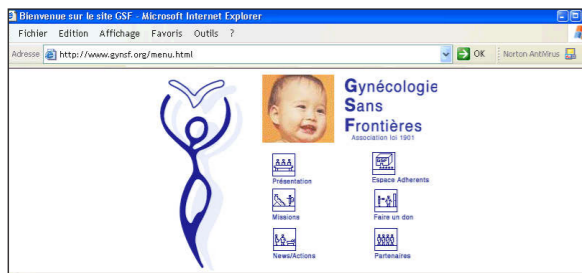 Bienvenue sur le site GSF - Microsoft Internet Explorer
Fichier Edition Affichage Favoris Outils ?
Adresse http://www.gynsf.org/menu.html OK Norton AntiVirus
Gynécologie
Sans
Frontières
Association loi 1901
Présentation Espace Adherents
Missions Faire un don
News/Actions Partenaires